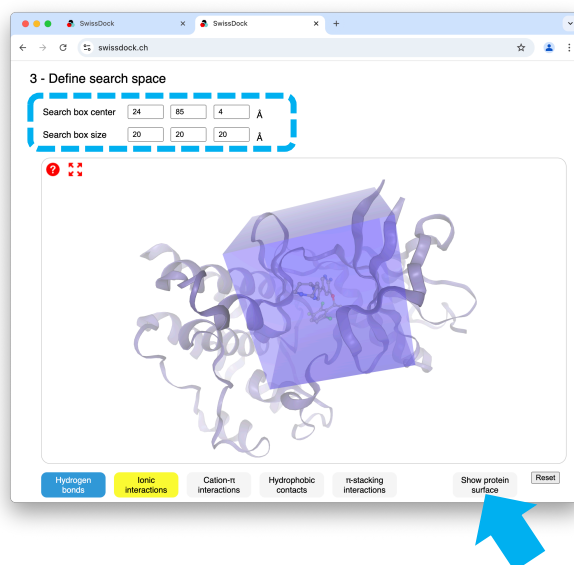 SwissDock
SwissDock
swissdock.ch
3 - Define search space
Search box center 24 85 4 Å
Search box size 20 20 20 Å
?
Hydrogen bonds
Ionic interactions
Cation-π interactions
Hydrophobic contacts
π-stacking interactions
Show protein surface
Reset